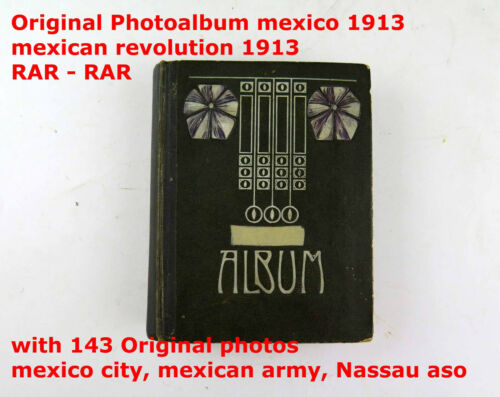 Original Photoalbum mexico 1913
mexican revolution 1913
RAR - RAR
ALBUM
with 143 Original photos
mexico city, mexican army, Nassau aso